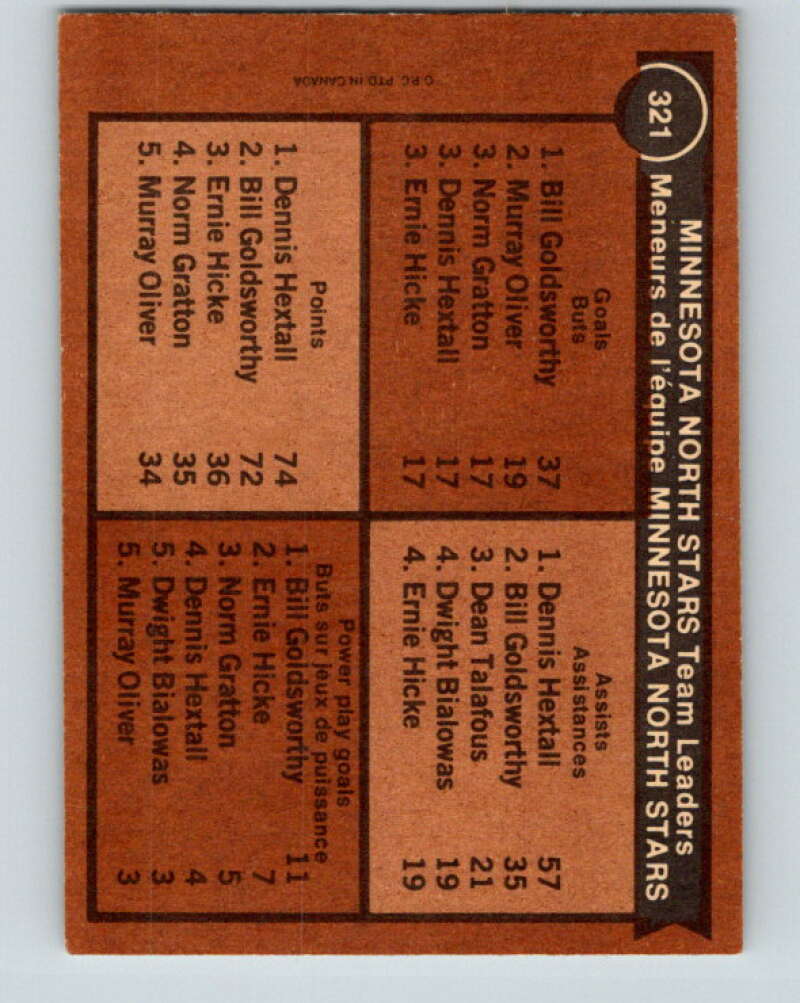 321
MINNESOTA NORTH STARS Team Leaders
Meneurs de l'équipe MINNESOTA NORTH STARS
Goals
Buts
1. Bill Goldsworthy 37
2. Murray Oliver 19
3. Norm Gratton 17
3. Dennis Hextall 17
3. Ernie Hicke 17
Assists
Assistances
1. Dennis Hextall 57
2. Bill Goldsworthy 35
3. Dean Talafous 21
4. Dwight Bialowas 19
4. Ernie Hicke 19
Points
1. Dennis Hextall 74
2. Bill Goldsworthy 72
3. Ernie Hicke 36
4. Norm Gratton 35
5. Murray Oliver 34
Power play goals
Buts sur jeux de puissance
1. Bill Goldsworthy 11
2. Ernie Hicke 7
3. Norm Gratton 5
4. Dennis Hextall 4
5. Dwight Bialowas 3
5. Murray Oliver 3
O.P.C. PTD. IN CANADA